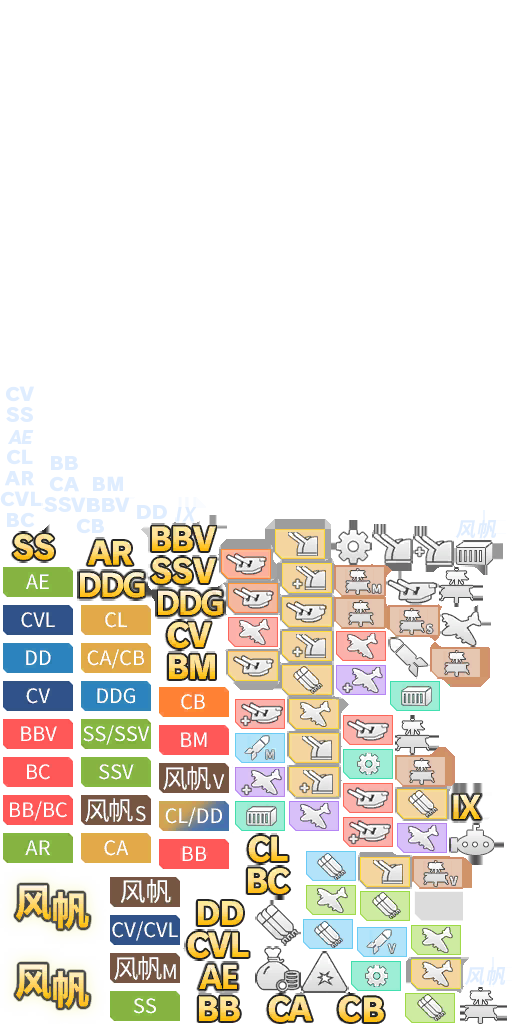 CV
SS
AE
CL
BB
AR
CA
BM
CVL
SSV
BBV
DD
IX
BC
CB
风帆
SS
AR
BBV
DDG
SSV
AE
DDG
CVL
CL
CV
DD
CA/CB
BM
M
S
CV
DDG
CB
BBV
SS/SSV
BM
BC
SSV
风帆V
M
BB/BC
风帆S
CL/DD
IX
AR
CA
BB
CL
BC
V
风帆
风帆
CV/CVL
DD
CVL
V
风帆
风帆M
AE
风帆
SS
BB
CA
CB